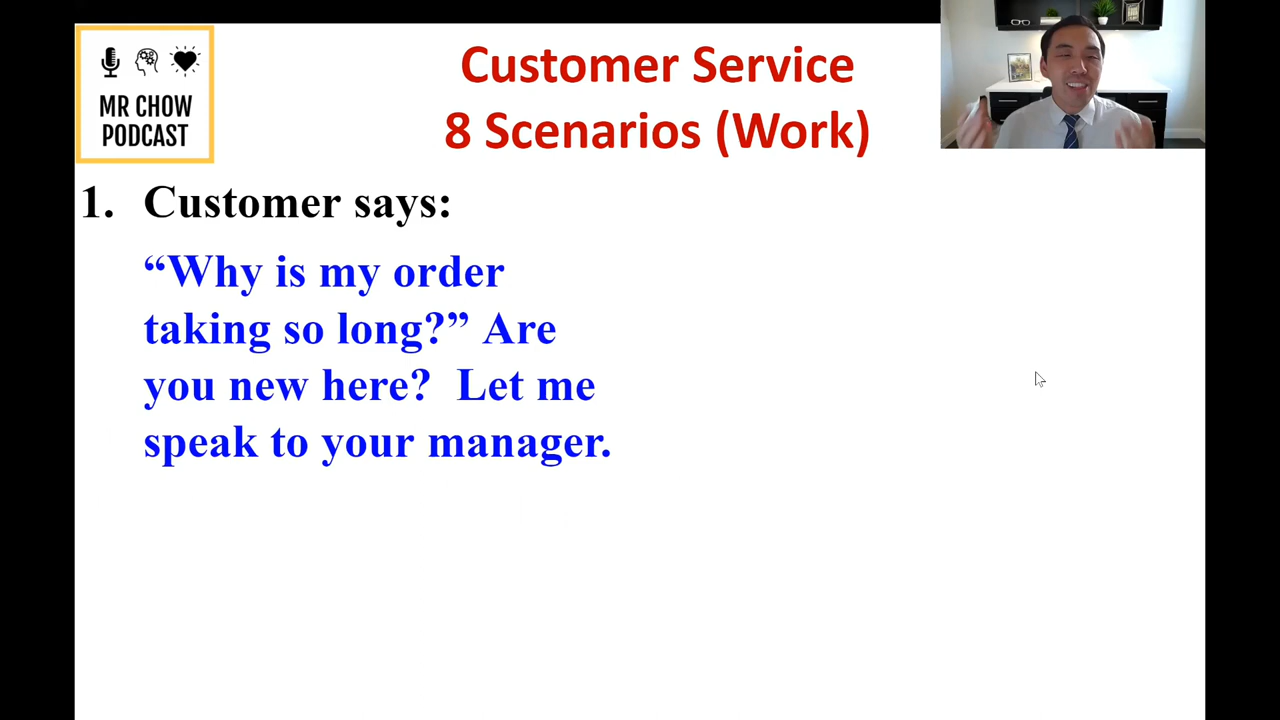 MR CHOW
PODCAST
Customer Service
8 Scenarios (Work)
1. Customer says:
“Why is my order
taking so long?” Are
you new here?  Let me
speak to your manager.